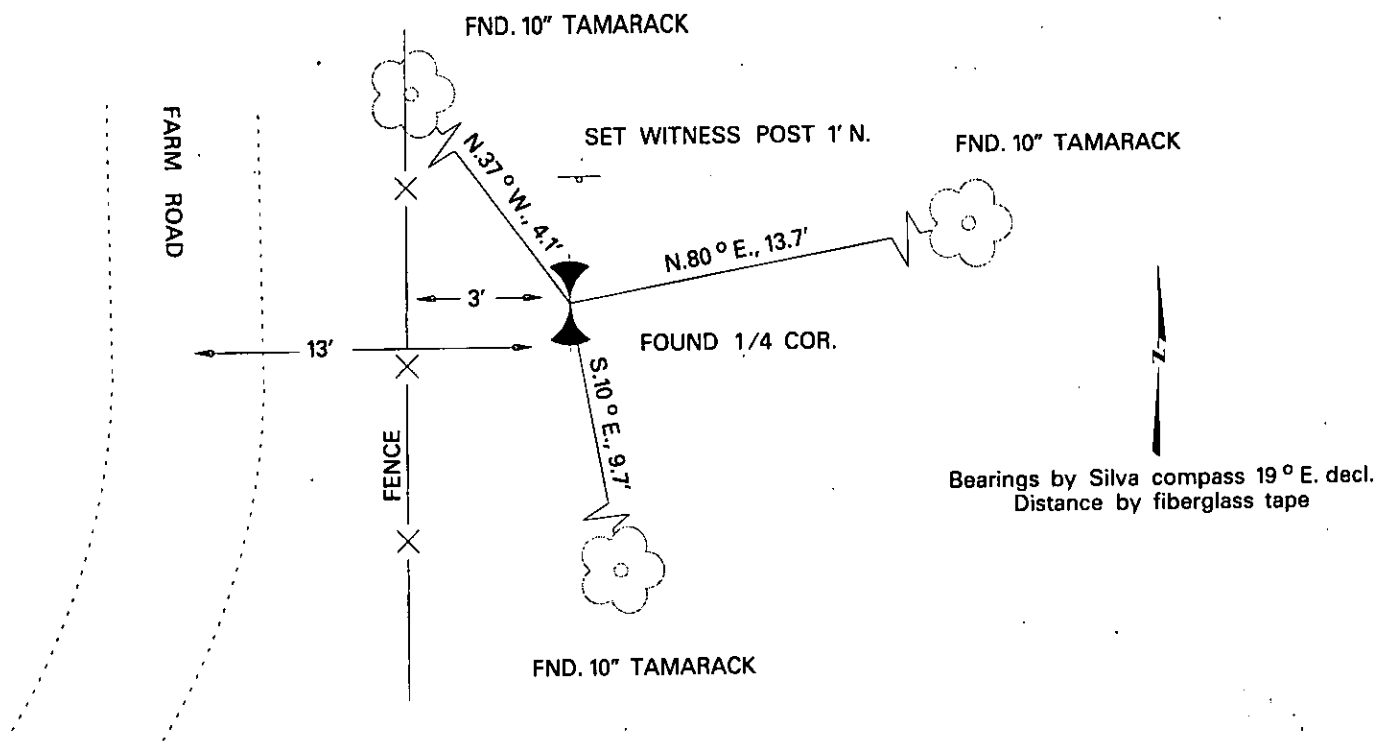 FND. 10" TAMARACK
FARM ROAD
SET WITNESS POST 1' N.
FND. 10" TAMARACK
N.37° W., 4.1'
N.80° E., 13.7'
3'
13'
FOUND 1/4 COR.
N
S.10° E., 9.7'
FENCE
Bearings by Silva compass 19° E. decl.
Distance by fiberglass tape
FND. 10" TAMARACK